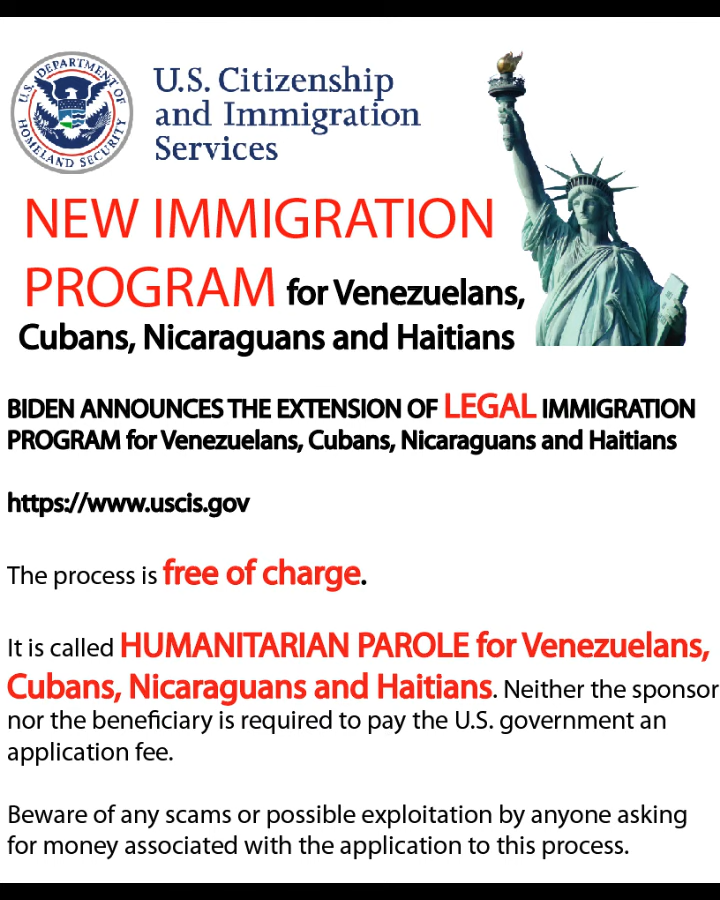 U.S. DEPARTMENT OF HOMELAND SECURITY
U.S. Citizenship
and Immigration
Services
NEW IMMIGRATION
PROGRAM for Venezuelans,
Cubans, Nicaraguans and Haitians
BIDEN ANNOUNCES THE EXTENSION OF LEGAL IMMIGRATION
PROGRAM for Venezuelans, Cubans, Nicaraguans and Haitians
https://www.uscis.gov
The process is free of charge.
It is called HUMANITARIAN PAROLE for Venezuelans,
Cubans, Nicaraguans and Haitians. Neither the sponsor
nor the beneficiary is required to pay the U.S. government an
application fee.
Beware of any scams or possible exploitation by anyone asking
for money associated with the application to this process.